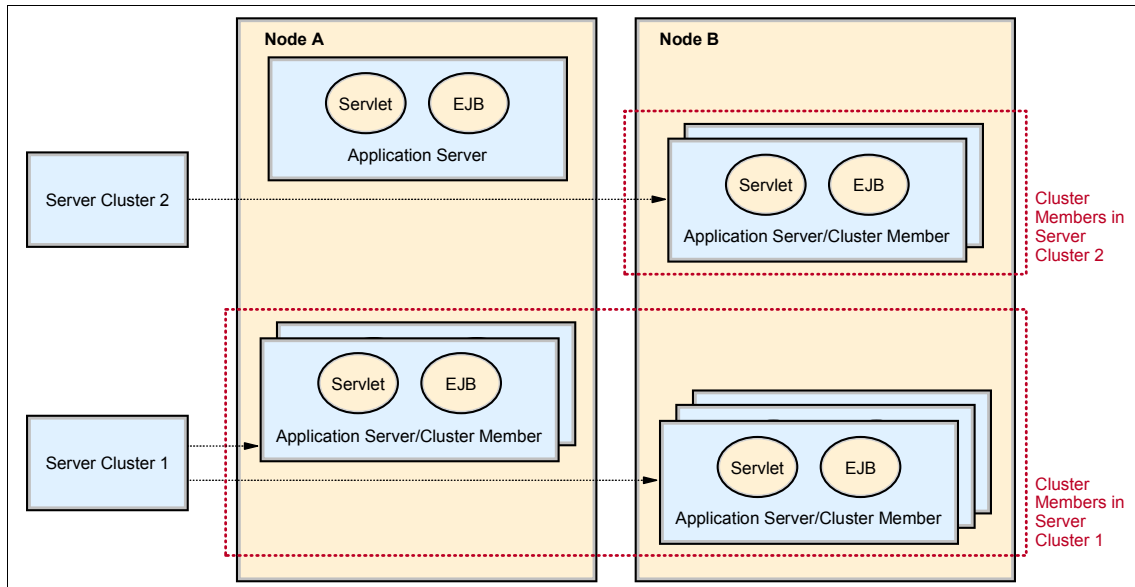 Node A
Node B
Servlet
EJB
Application Server
Server Cluster 2
Servlet
EJB
Application Server/Cluster Member
Cluster
Members in
Server
Cluster 2
Servlet
EJB
Application Server/Cluster Member
Server Cluster 1
Servlet
EJB
Application Server/Cluster Member
Cluster
Members in
Server
Cluster 1